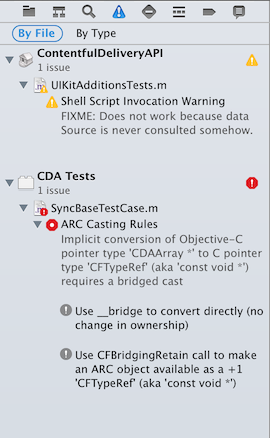 By File By Type
ContentfulDeliveryAPI
1 issue
UIKitAdditionsTests.m
Shell Script Invocation Warning
FIXME: Does not work because data
Source is never consulted somehow.
CDA Tests
1 issue
SyncBaseTestCase.m
ARC Casting Rules
Implicit conversion of Objective-C
pointer type 'CDAArray *' to C pointer
type 'CFTypeRef' (aka 'const void *')
requires a bridged cast
Use __bridge to convert directly (no
change in ownership)
Use CFBridgingRetain call to make
an ARC object available as a +1
'CFTypeRef' (aka 'const void *')